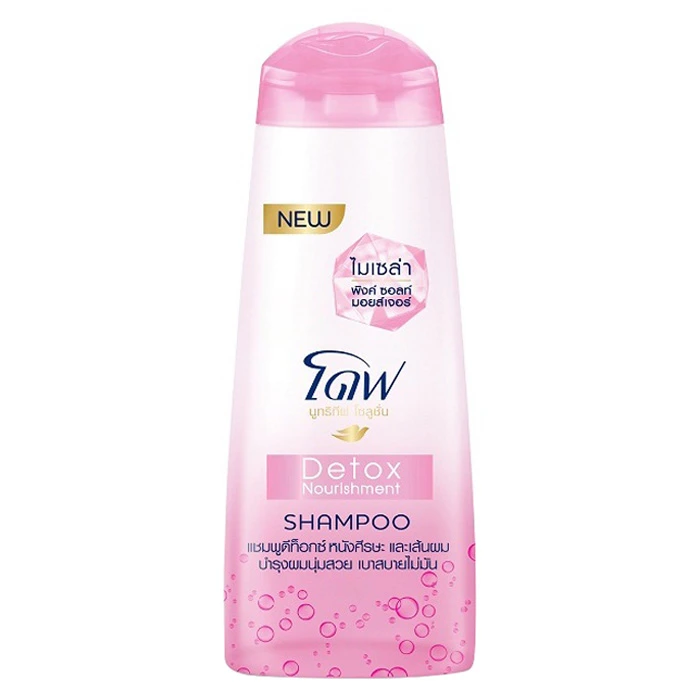 NEW
ไมเซล่า
พิงค์ ซอลท์
มอยส์เจอร์
โดฟ
นูทริทีฟ โซลูชั่น
Detox
Nourishment
SHAMPOO
แชมพูดีท็อกซ์ หนังศีรษะ และเส้นผม
บำรุงผมนุ่มสวย เบาสบายไม่มัน